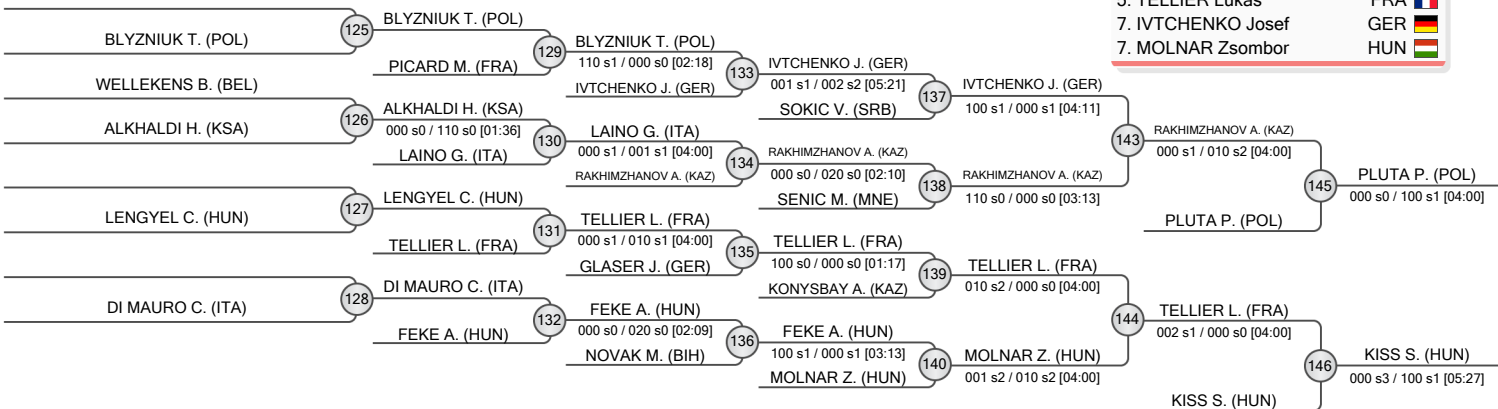 5. TELLIER Lukas FRA
7. IVTCHENKO Josef GER
7. MOLNAR Zsombor HUN
BLYZNIUK T. (POL)
125
BLYZNIUK T. (POL)
PICARD M. (FRA)
129
BLYZNIUK T. (POL)
110 s1 / 000 s0 [02:18]
IVTCHENKO J. (GER)
133
IVTCHENKO J. (GER)
001 s1 / 002 s2 [05:21]
SOKIC V. (SRB)
137
IVTCHENKO J. (GER)
100 s1 / 000 s1 [04:11]
WELLEKENS B. (BEL)
ALKHALDI H. (KSA)
126
ALKHALDI H. (KSA)
000 s0 / 110 s0 [01:36]
LAINO G. (ITA)
130
LAINO G. (ITA)
000 s1 / 001 s1 [04:00]
RAKHIMZHANOV A. (KAZ)
134
RAKHIMZHANOV A. (KAZ)
000 s0 / 020 s0 [02:10]
SENIC M. (MNE)
138
RAKHIMZHANOV A. (KAZ)
110 s0 / 000 s0 [03:13]
143
RAKHIMZHANOV A. (KAZ)
000 s1 / 010 s2 [04:00]
PLUTA P. (POL)
145
PLUTA P. (POL)
000 s0 / 100 s1 [04:00]
LENGYEL C. (HUN)
127
LENGYEL C. (HUN)
TELLIER L. (FRA)
131
TELLIER L. (FRA)
000 s1 / 010 s1 [04:00]
GLASER J. (GER)
135
TELLIER L. (FRA)
100 s0 / 000 s0 [01:17]
KONYSBAY A. (KAZ)
139
TELLIER L. (FRA)
010 s2 / 000 s0 [04:00]
DI MAURO C. (ITA)
128
DI MAURO C. (ITA)
FEKE A. (HUN)
132
FEKE A. (HUN)
000 s0 / 020 s0 [02:09]
NOVAK M. (BIH)
136
FEKE A. (HUN)
100 s1 / 000 s1 [03:13]
MOLNAR Z. (HUN)
140
MOLNAR Z. (HUN)
001 s2 / 010 s2 [04:00]
144
TELLIER L. (FRA)
002 s1 / 000 s0 [04:00]
KISS S. (HUN)
146
KISS S. (HUN)
000 s3 / 100 s1 [05:27]